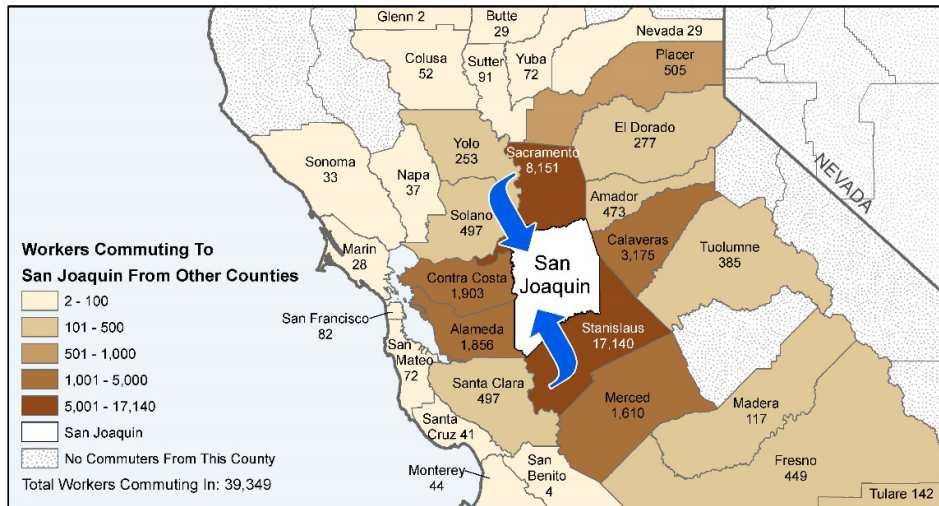 Glenn 2
Butte
29
Nevada 29
Colusa
52
Sutter
91
Yuba
72
Placer
505
El Dorado
277
Yolo
253
Sacramento
8,151
Sonoma
33
Napa
37
Amador
473
NEVADA
Solano
497
Calaveras
3,175
Tuolumne
385
Marin
28
Contra Costa
1,903
San
Joaquin
San Francisco
82
Alameda
1,856
Stanislaus
17,140
San
Mateo
72
Santa Clara
497
Merced
1,610
Madera
117
Santa
Cruz 41
Monterey
44
San
Benito
4
Fresno
449
Tulare 142
Workers Commuting To
San Joaquin From Other Counties
2 - 100
101 - 500
501 - 1,000
1,001 - 5,000
5,001 - 17,140
San Joaquin
No Commuters From This County
Total Workers Commuting In: 39,349